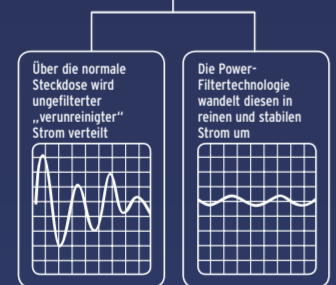 Über die normale
Steckdose wird
ungefilterter
„verunreinigter“
Strom verteilt
Die Power-
Filtertechnologie
wandelt diesen in
reinen und stabilen
Strom um